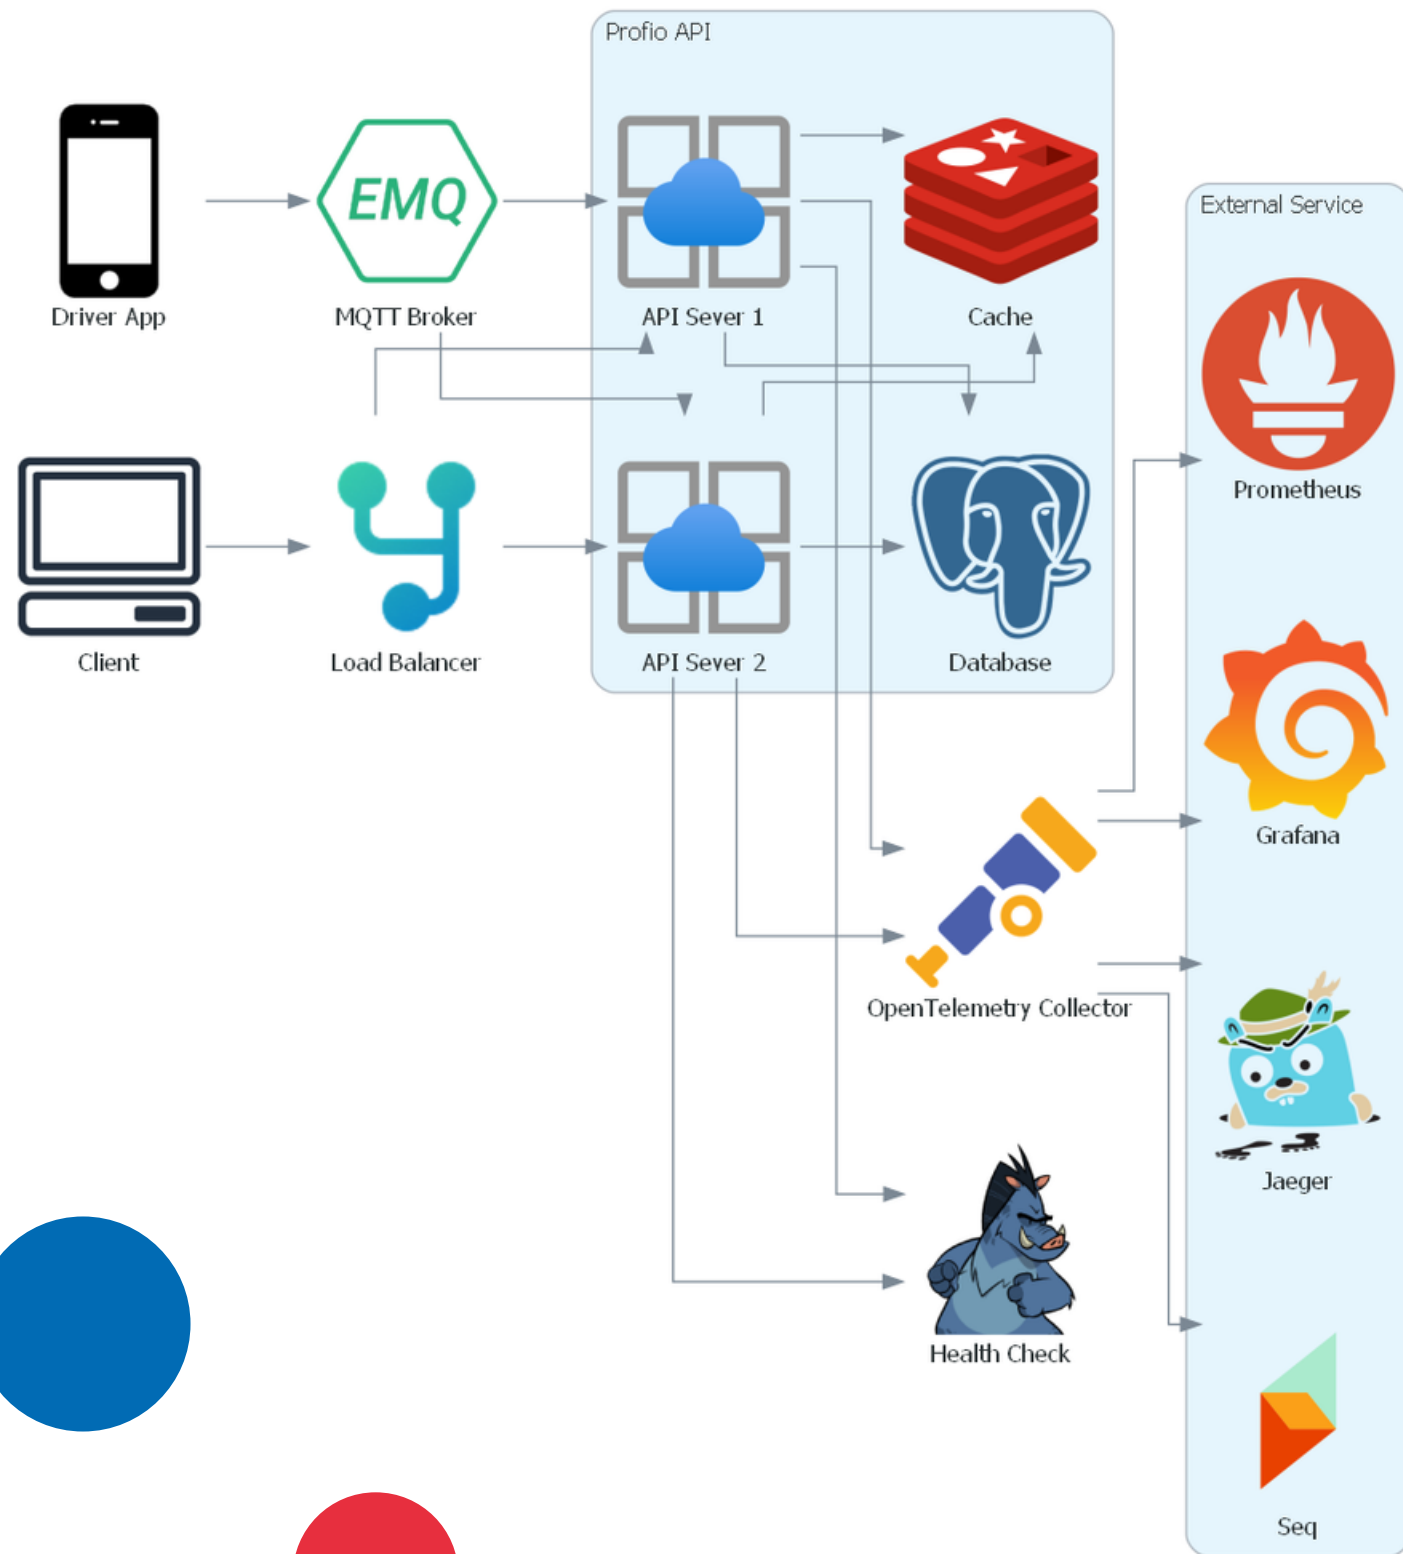 Profio API
External Service
EMQ
Driver App
MQTT Broker
API Sever 1
Cache
Prometheus
Client
Load Balancer
API Sever 2
Database
Grafana
OpenTelemetry Collector
Jaeger
Health Check
Seq